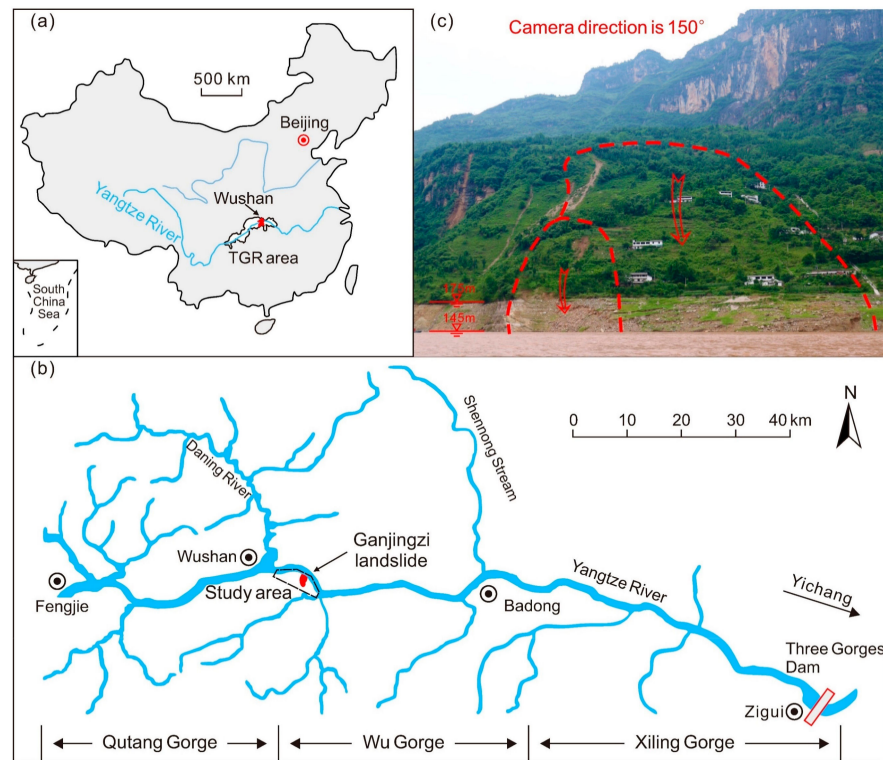 (a)
500 km
Beijing
Wushan
Yangtze River
TGR area
South
China
Sea
(c)
Camera direction is 150°
175m
145m
(b)
N
0 10 20 30 40 km
Daning River
Shennong Stream
Wushan
Ganjingzi
landslide
Study area
Fengjie
Yangtze River
Badong
Yichang
Three Gorges
Dam
Zigui
Qutang Gorge
Wu Gorge
Xiling Gorge